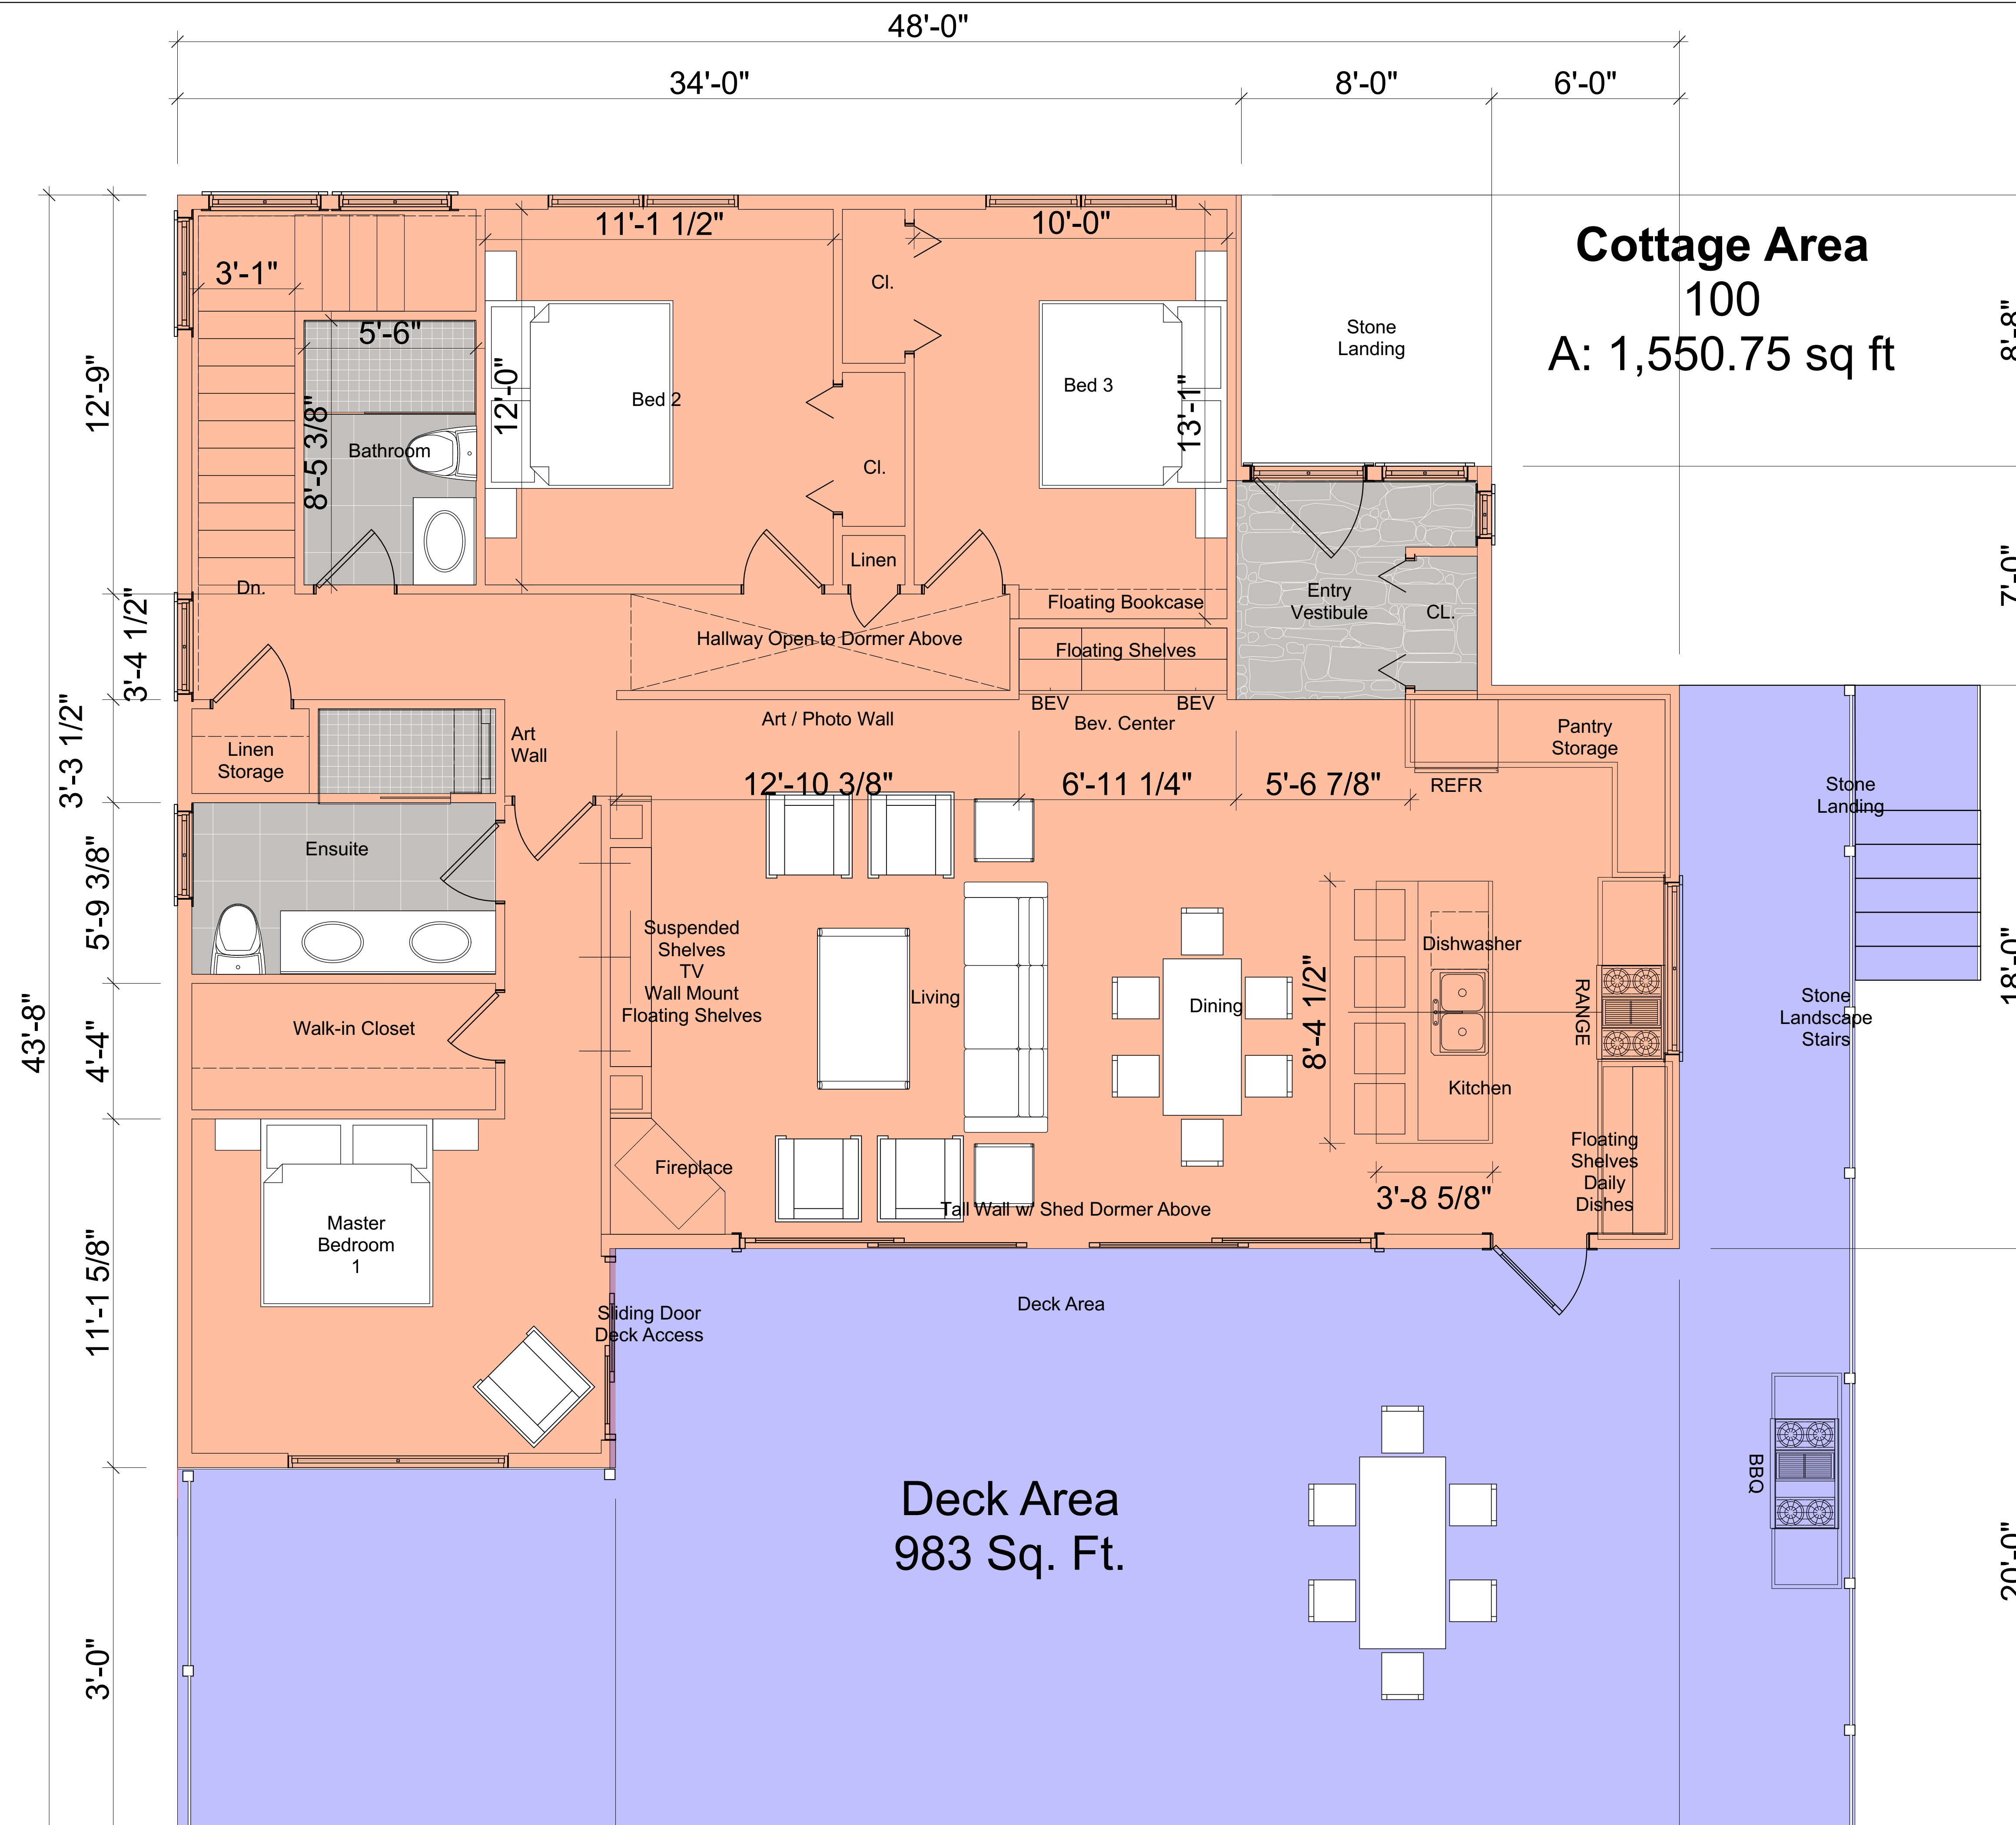 48'-0"
34'-0"
8'-0"
6'-0"
11'-1 1/2"
10'-0"
Cottage Area
100
A: 1,550.75 sq ft
3'-1"
5'-6"
Cl.
Stone
Landing
8'-8"
12'-9"
12'-0"
Bed 2
Bed 3
13'-1"
8'-5 3/8"
Bathroom
Cl.
Linen
Dn.
Entry
Vestibule
CL.
7'-0"
Floating Bookcase
3'-4 1/2"
Hallway Open to Dormer Above
Floating Shelves
BEV
BEV
Bev. Center
Art / Photo Wall
Art
Wall
Linen
Storage
3'-3 1/2"
Pantry
Storage
12'-10 3/8"
6'-11 1/4"
5'-6 7/8"
REFR
Stone
Landing
Ensuite
5'-9 3/8"
Suspended
Shelves
TV
Wall Mount
Floating Shelves
Living
Dining
8'-4 1/2"
Dishwasher
RANGE
Stone
Landscape
Stairs
18'-0"
43'-8"
Walk-in Closet
4'-4"
Kitchen
Fireplace
Floating
Shelves
Daily
Dishes
3'-8 5/8"
Tall Wall w/ Shed Dormer Above
Master
Bedroom
1
11'-1 5/8"
Sliding Door
Deck Access
Deck Area
BBQ
Deck Area
983 Sq. Ft.
20'-0"
3'-0"